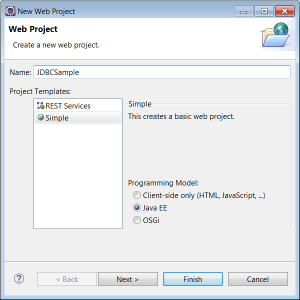 New Web Project
Web Project
Create a new web project.
Name: JDBCSample
Project Templates:
REST Services
Simple
Simple
This creates a basic web project.
Programming Model:
Client-side only (HTML, JavaScript, ...)
Java EE
OSGi
? < Back Next > Finish Cancel